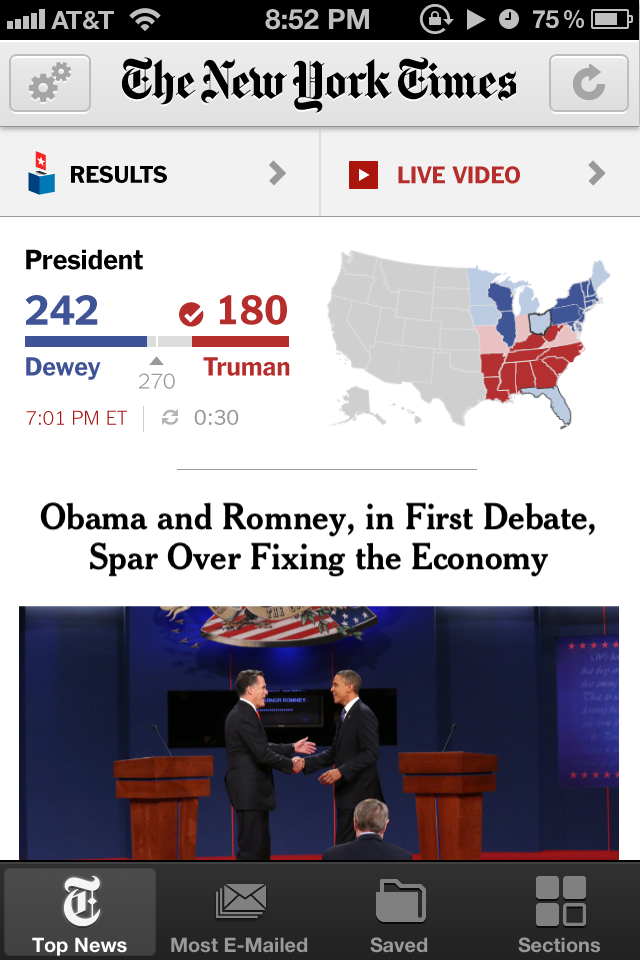 AT&T 8:52 PM 75%
The New York Times
RESULTS LIVE VIDEO
President
242 180
Dewey Truman
270
7:01 PM ET 0:30
Obama and Romney, in First Debate,
Spar Over Fixing the Economy
Top News Most E-Mailed Saved Sections